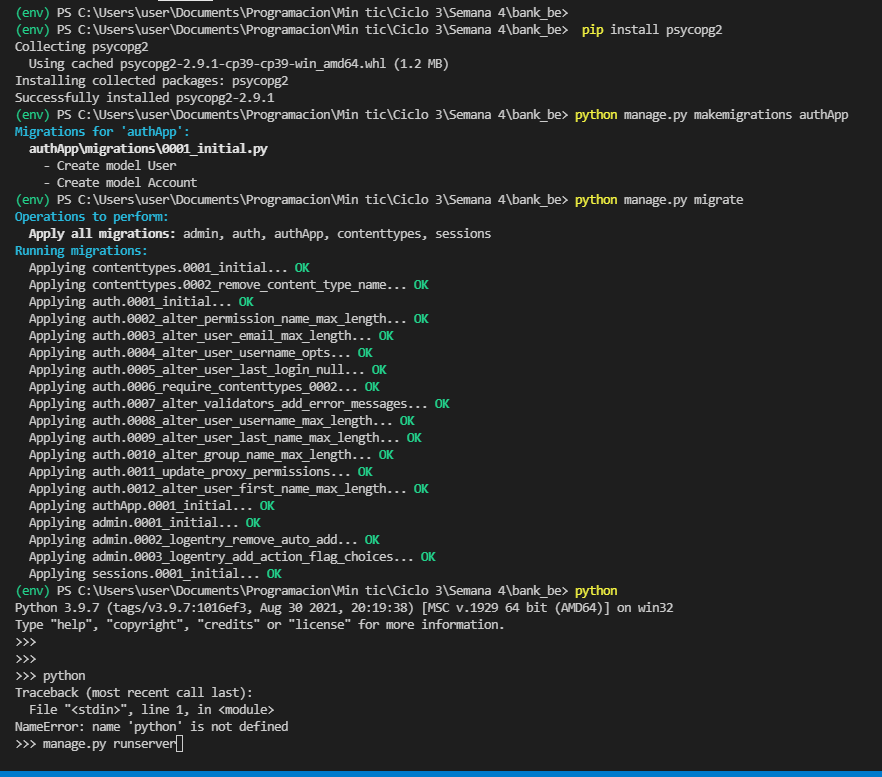 (env) PS C:\Users\user\Documents\Programacion\Min tic\Ciclo 3\Semana 4\bank_be>
(env) PS C:\Users\user\Documents\Programacion\Min tic\Ciclo 3\Semana 4\bank_be>  pip install psycopg2
Collecting psycopg2
  Using cached psycopg2-2.9.1-cp39-cp39-win_amd64.whl (1.2 MB)
Installing collected packages: psycopg2
Successfully installed psycopg2-2.9.1
(env) PS C:\Users\user\Documents\Programacion\Min tic\Ciclo 3\Semana 4\bank_be> python manage.py makemigrations authApp
Migrations for 'authApp':
  authApp\migrations\0001_initial.py
    - Create model User
    - Create model Account
(env) PS C:\Users\user\Documents\Programacion\Min tic\Ciclo 3\Semana 4\bank_be> python manage.py migrate
Operations to perform:
  Apply all migrations: admin, auth, authApp, contenttypes, sessions
Running migrations:
  Applying contenttypes.0001_initial... OK
  Applying contenttypes.0002_remove_content_type_name... OK
  Applying auth.0001_initial... OK
  Applying auth.0002_alter_permission_name_max_length... OK
  Applying auth.0003_alter_user_email_max_length... OK
  Applying auth.0004_alter_user_username_opts... OK
  Applying auth.0005_alter_user_last_login_null... OK
  Applying auth.0006_require_contenttypes_0002... OK
  Applying auth.0007_alter_validators_add_error_messages... OK
  Applying auth.0008_alter_user_username_max_length... OK
  Applying auth.0009_alter_user_last_name_max_length... OK
  Applying auth.0010_alter_group_name_max_length... OK
  Applying auth.0011_update_proxy_permissions... OK
  Applying auth.0012_alter_user_first_name_max_length... OK
  Applying authApp.0001_initial... OK
  Applying admin.0001_initial... OK
  Applying admin.0002_logentry_remove_auto_add... OK
  Applying admin.0003_logentry_add_action_flag_choices... OK
  Applying sessions.0001_initial... OK
(env) PS C:\Users\user\Documents\Programacion\Min tic\Ciclo 3\Semana 4\bank_be> python
Python 3.9.7 (tags/v3.9.7:1016ef3, Aug 30 2021, 20:19:38) [MSC v.1929 64 bit (AMD64)] on win32
Type "help", "copyright", "credits" or "license" for more information.
>>>
>>>
>>> python
Traceback (most recent call last):
  File "<stdin>", line 1, in <module>
NameError: name 'python' is not defined
>>> manage.py runserver